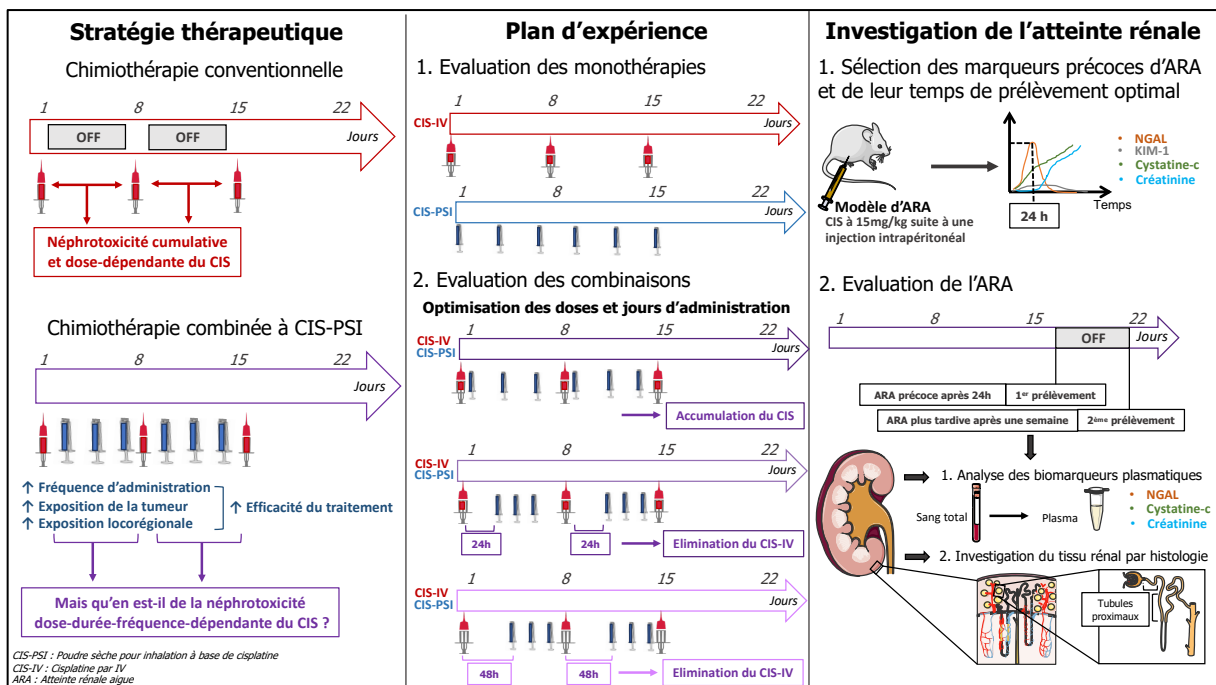 Stratégie thérapeutique
Chimiothérapie conventionnelle
1 8 15 22
OFF OFF
Jours
Néphrotoxicité cumulative
et dose-dépendante du CIS
Chimiothérapie combinée à CIS-PSI
1 8 15 22
Jours
↑ Fréquence d'administration
↑ Exposition de la tumeur
↑ Exposition locorégionale
↑ Efficacité du traitement
Mais qu'en est-il de la néphrotoxicité
dose-durée-fréquence-dépendante du CIS ?
CIS-PSI : Poudre sèche pour inhalation à base de cisplatine
CIS-IV : Cisplatine par IV
ARA : Atteinte rénale aigue
Plan d'expérience
1. Evaluation des monothérapies
1 8 15 22
CIS-IV
Jours
1 8 15 22
CIS-PSI
Jours
2. Evaluation des combinaisons
Optimisation des doses et jours d'administration
1 8 15 22
CIS-IV
CIS-PSI
Jours
Accumulation du CIS
1 8 15 22
CIS-IV
CIS-PSI
Jours
24h 24h
Elimination du CIS-IV
1 8 15 22
CIS-IV
CIS-PSI
Jours
48h 48h
Elimination du CIS-IV
Investigation de l'atteinte rénale
1. Sélection des marqueurs précoces d'ARA
et de leur temps de prélèvement optimal
NGAL
KIM-1
Cystatine-c
Créatinine
Temps
24 h
Modèle d'ARA
CIS à 15mg/kg suite à une
injection intrapéritonéal
2. Evaluation de l'ARA
1 8 15 22
OFF
Jours
ARA précoce après 24h 1er prélèvement
ARA plus tardive après une semaine 2ème prélèvement
1. Analyse des biomarqueurs plasmatiques
Sang total
Plasma
NGAL
Cystatine-c
Créatinine
2. Investigation du tissu rénal par histologie
Tubules
proximaux